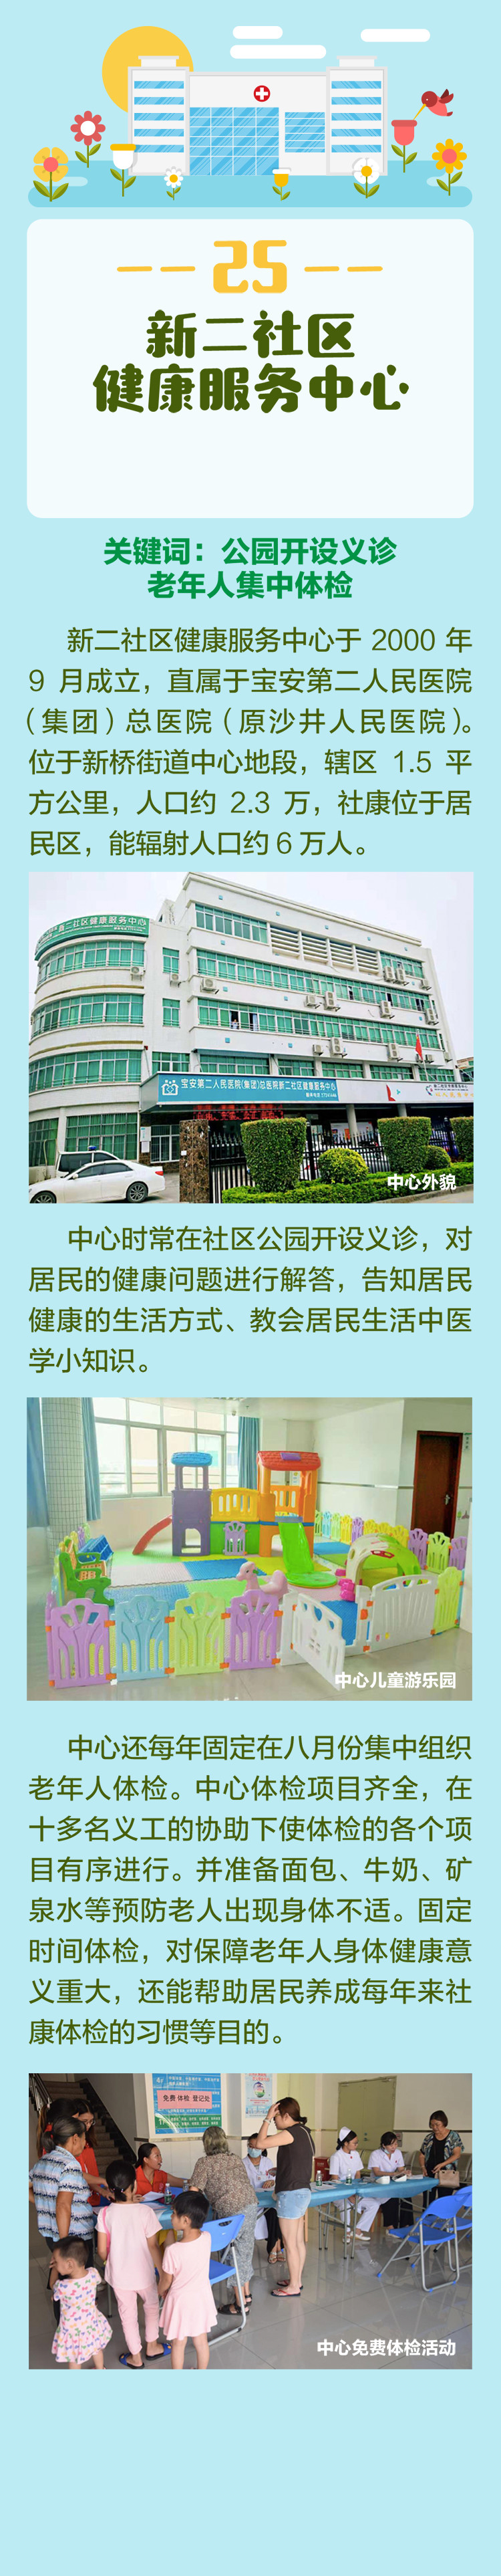 25
新二社区
健康服务中心
关键词：公园开设义诊
老年人集中体检
新二社区健康服务中心于 2000 年
9 月成立，直属于宝安第二人民医院
（集团）总医院（原沙井人民医院）。
位于新桥街道中心地段，辖区 1.5 平
方公里，人口约 2.3 万，社康位于居
民区，能辐射人口约 6 万人。
新二社区健康服务中心
宝安第二人民医院(集团)总医院新二社区健康服务中心
中心外貌
中心时常在社区公园开设义诊，对
居民的健康问题进行解答，告知居民
健康的生活方式、教会居民生活中医
学小知识。
中心儿童游乐园
中心还每年固定在八月份集中组织
老年人体检。中心体检项目齐全，在
十多名义工的协助下使体检的各个项
目有序进行。并准备面包、牛奶、矿
泉水等预防老人出现身体不适。固定
时间体检，对保障老年人身体健康意
义重大，还能帮助居民养成每年来社
康体检的习惯等目的。
免费 体检 登记处
中心免费体检活动